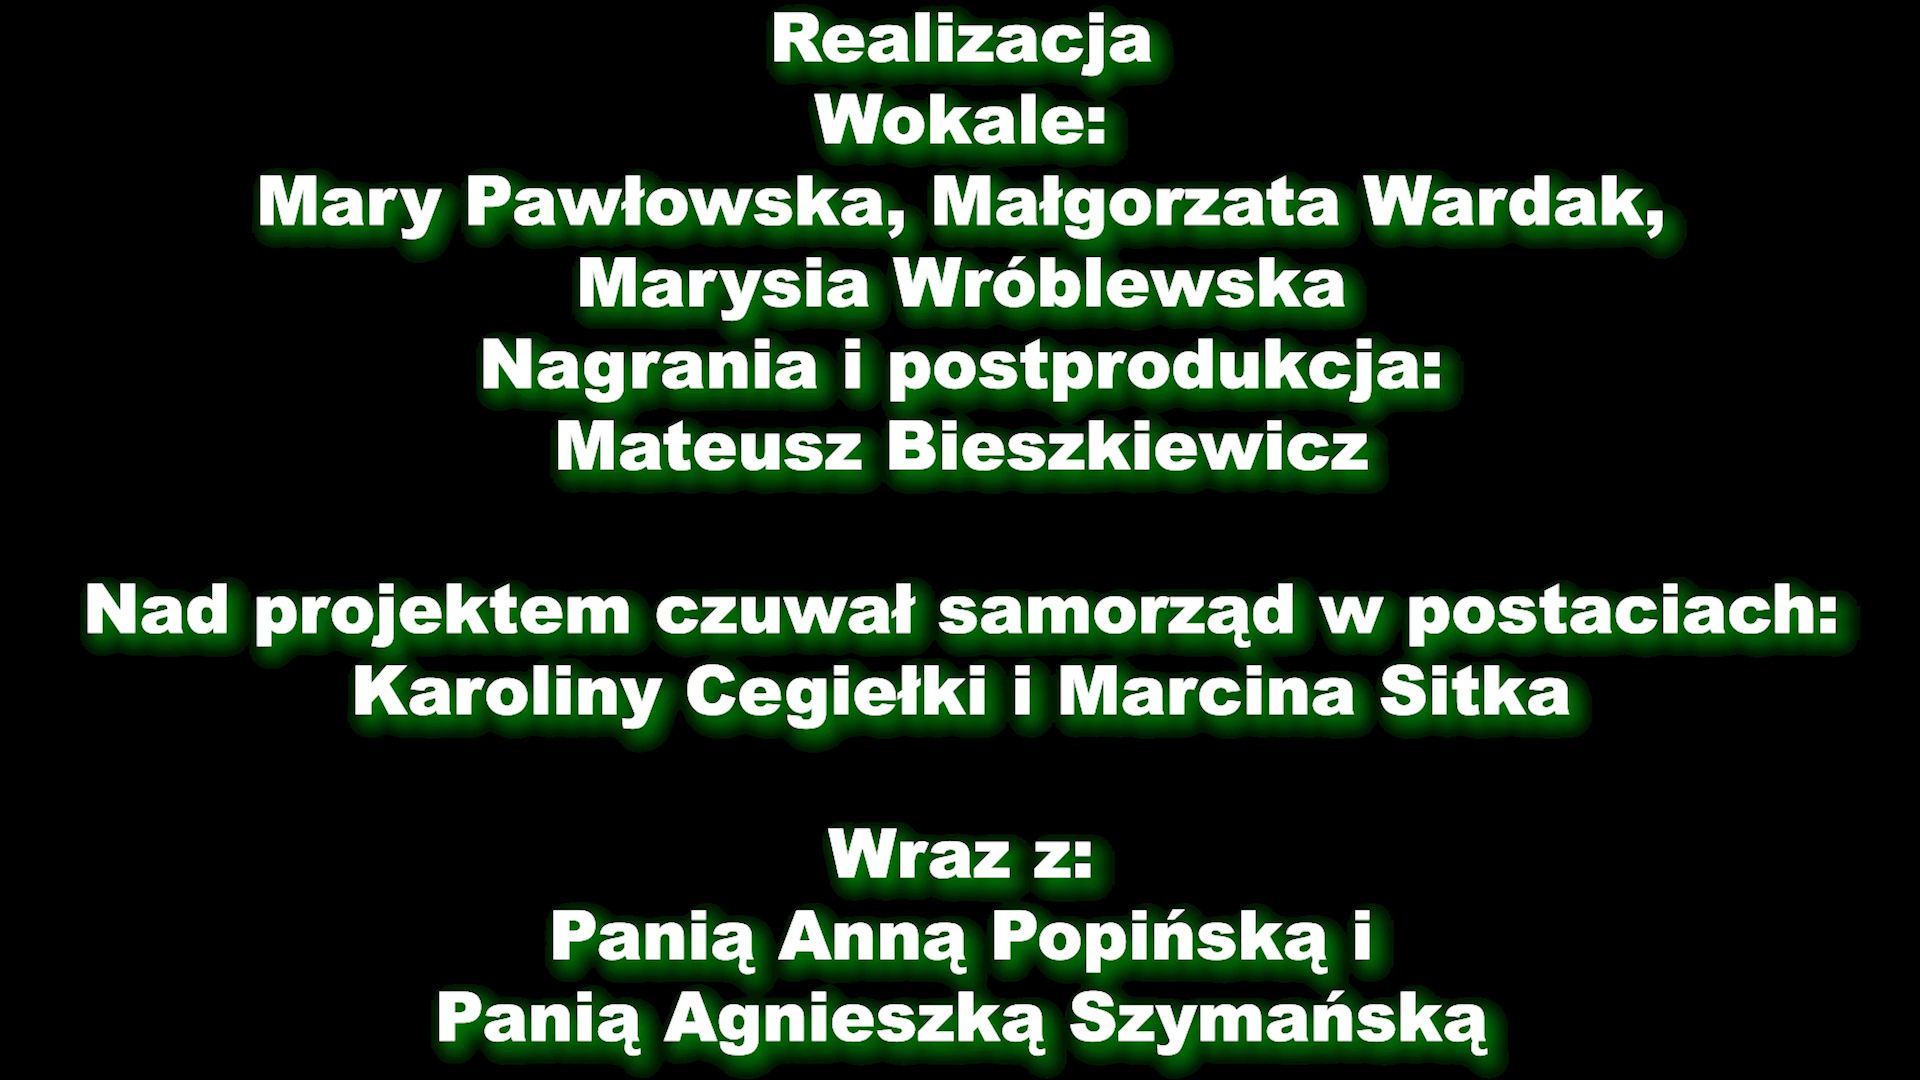 Realizacja
Wokale:
Mary Pawłowska, Małgorzata Wardak,
Marysia Wróblewska
Nagrania i postprodukcja:
Mateusz Bieszkiewicz
Nad projektem czuwał samorząd w postaciach:
Karoliny Cegiełki i Marcina Sitka
Wraz z:
Panią Anną Popińską i
Panią Agnieszką Szymańską